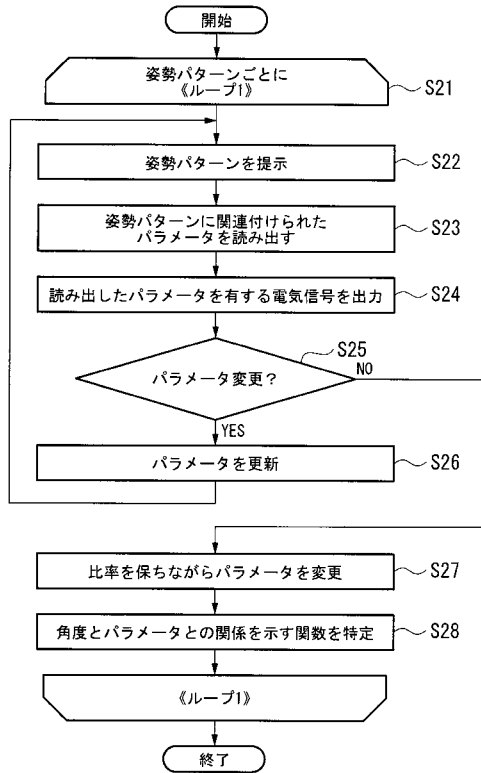 開始
姿勢パターンごとに
《ループ1》
S21
姿勢パターンを提示
S22
姿勢パターンに関連付けられた
パラメータを読み出す
S23
読み出したパラメータを有する電気信号を出力
S24
S25
パラメータ変更？
NO
YES
パラメータを更新
S26
比率を保ちながらパラメータを変更
S27
角度とパラメータとの関係を示す関数を特定
S28
《ループ1》
終了